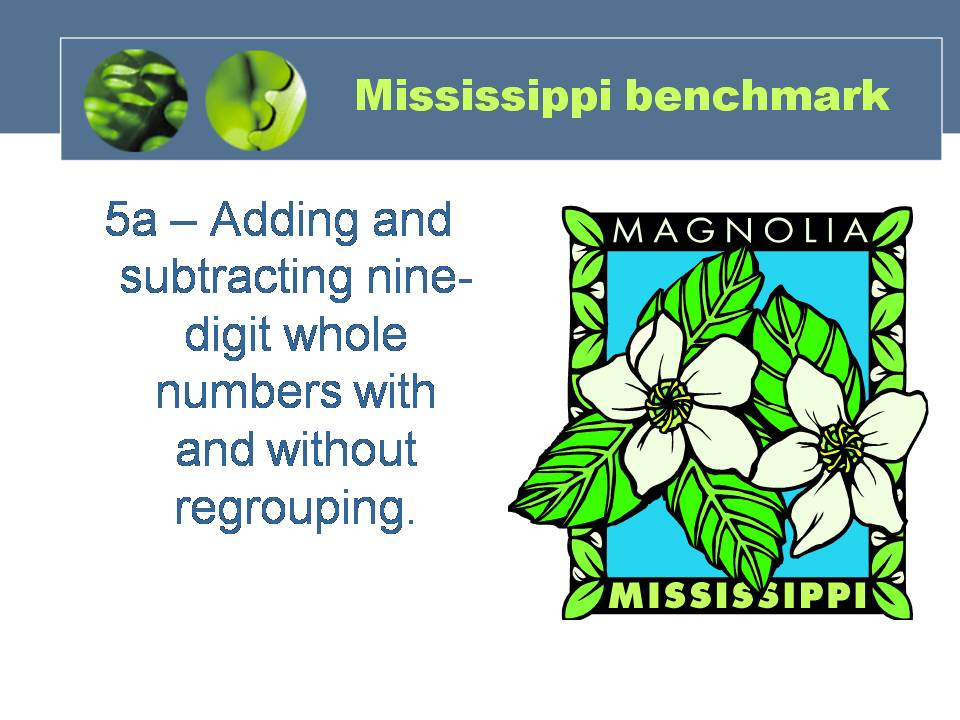 Mississippi benchmark
5a – Adding and
subtracting nine-
digit whole
numbers with
and without
regrouping.
MAGNOLIA
MISSISSIPPI